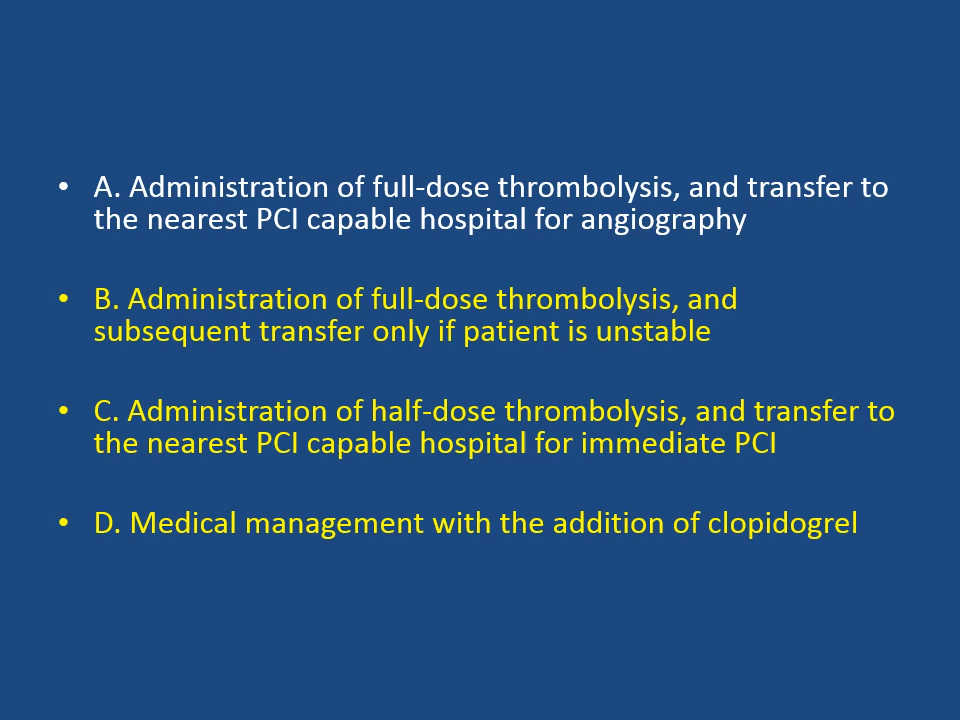 • A. Administration of full-dose thrombolysis, and transfer to
the nearest PCI capable hospital for angiography
• B. Administration of full-dose thrombolysis, and
subsequent transfer only if patient is unstable
• C. Administration of half-dose thrombolysis, and transfer to
the nearest PCI capable hospital for immediate PCI
• D. Medical management with the addition of clopidogrel